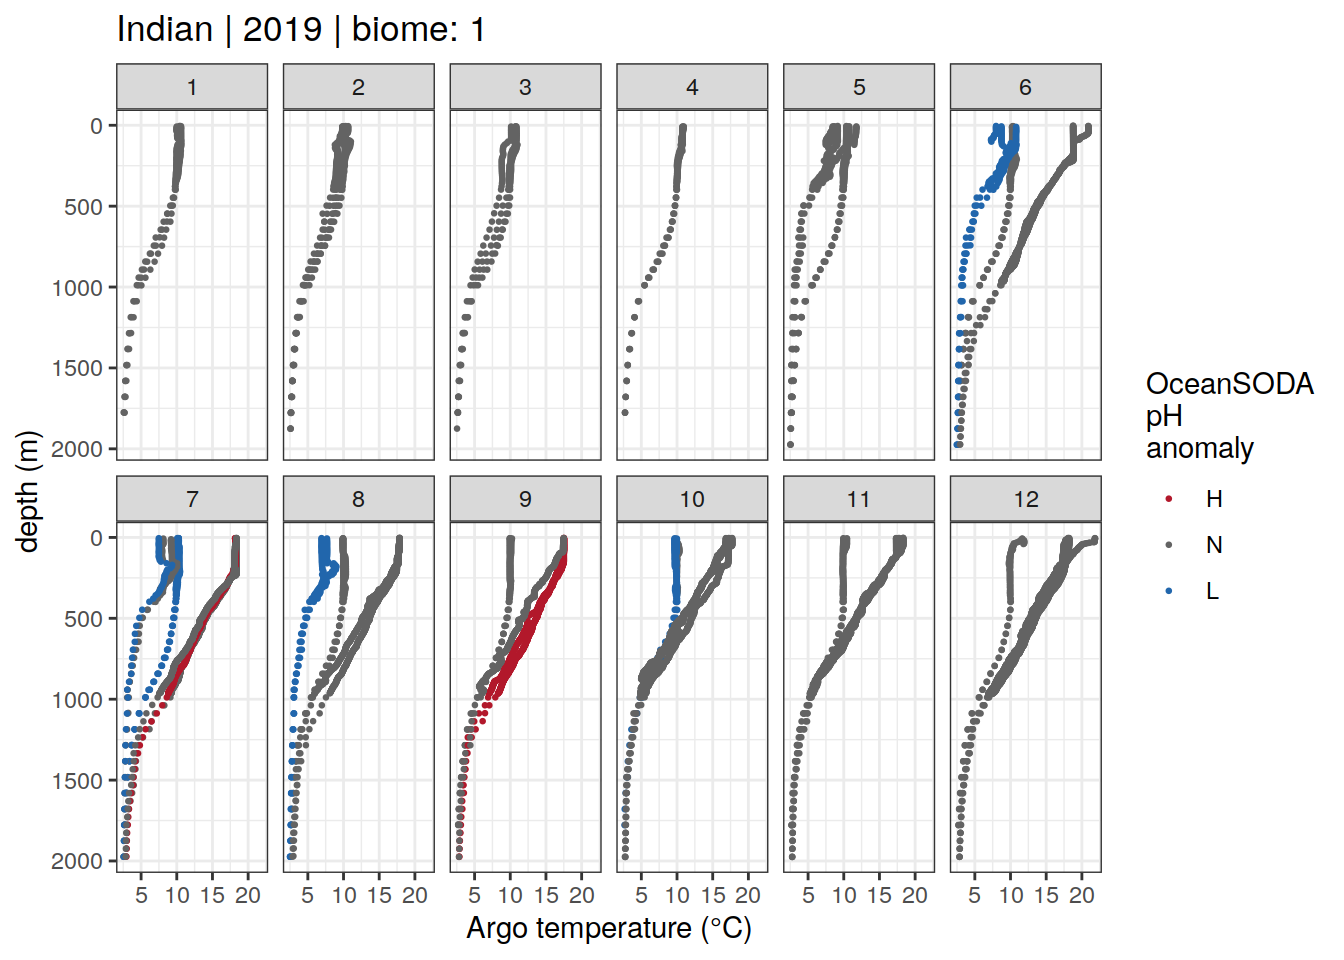 Indian | 2019 | biome: 1
1 2 3 4 5 6
0
500
1000
1500
2000
7 8 9 10 11 12
0
500
1000
1500
2000
5 10 15 20 5 10 15 20 5 10 15 20 5 10 15 20 5 10 15 20 5 10 15 20
Argo temperature (°C)
depth (m)
OceanSODA
pH
anomaly
H
N
L